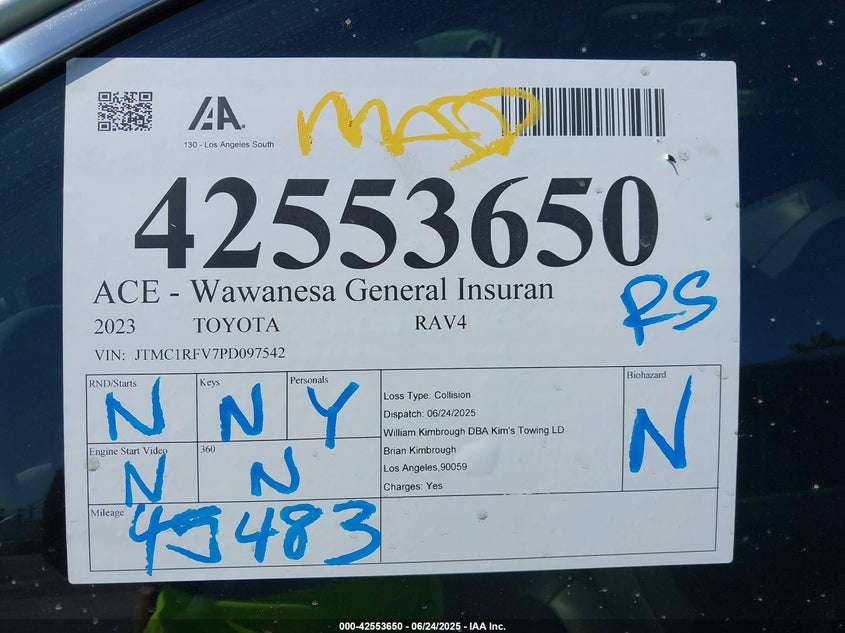 IAA.
130 - Los Angeles South
42553650
ACE - Wawanesa General Insuran
RS
2023 TOYOTA RAV4
VIN: JTMC1RFV7PD097542
RND/Starts N
Keys N
Personals Y
Engine Start Video N
360 N
Mileage 45483
Loss Type: Collision
Dispatch: 06/24/2025
William Kimbrough DBA Kim's Towing LD
Brian Kimbrough
Los Angeles,90059
Charges: Yes
Biohazard N
000-42553650 - 06/24/2025 - IAA Inc.